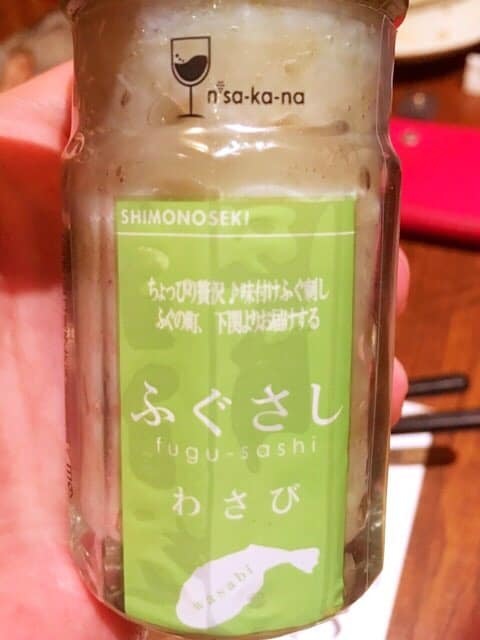 n*sa-ka-na
SHIMONOSEKI
ちょっぴり贅沢♪味付けふぐ刺し
ふぐの町、下関よりお届けする
ふぐさし
fugu-sashi
わさび
wasabi